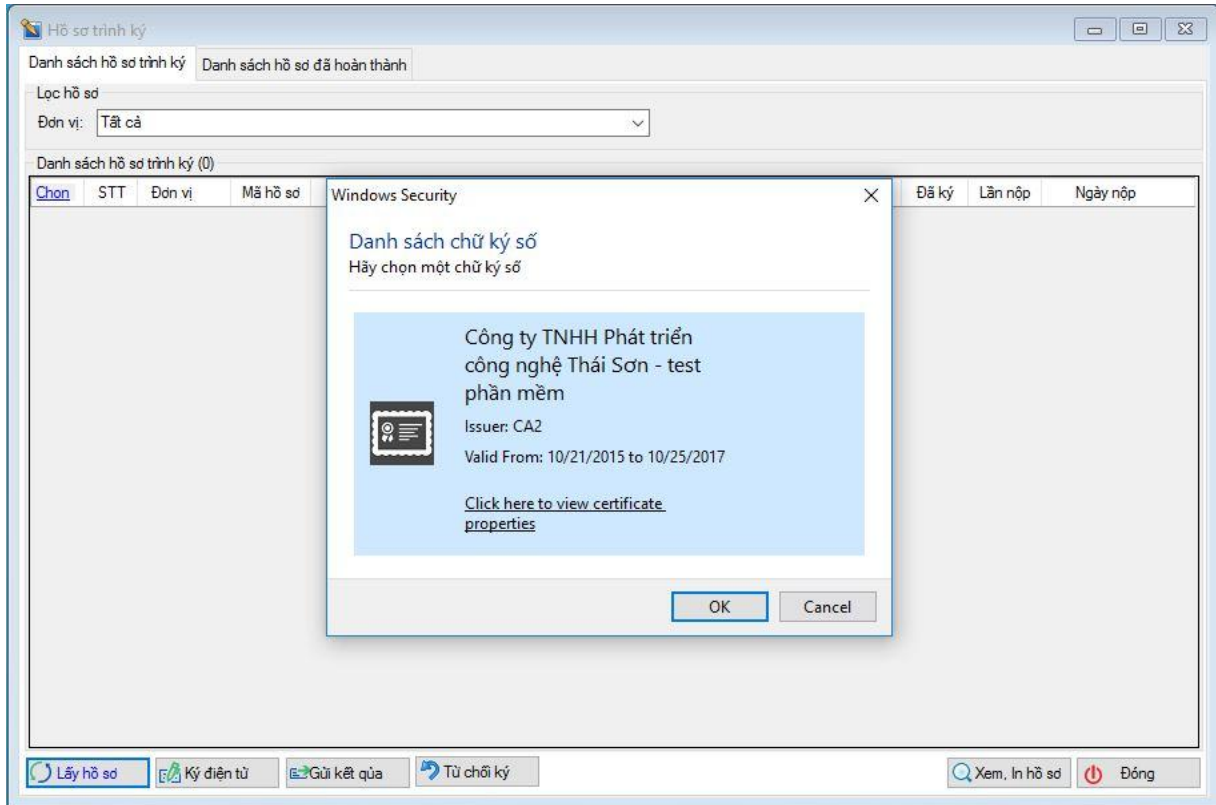 Hồ sơ trình ký
Danh sách hồ sơ trình ký Danh sách hồ sơ đã hoàn thành
Lọc hồ sơ
Đơn vị: Tất cả
Danh sách hồ sơ trình ký (0)
Chọn STT Đơn vị Mã hồ sơ Đã ký Lần nộp Ngày nộp
Windows Security
Danh sách chữ ký số
Hãy chọn một chữ ký số
Công ty TNHH Phát triển
công nghệ Thái Sơn - test
phần mềm
Issuer: CA2
Valid From: 10/21/2015 to 10/25/2017
Click here to view certificate
properties
OK Cancel
Lấy hồ sơ Ký điện tử Gửi kết qủa Từ chối ký Xem, In hồ sơ Đóng